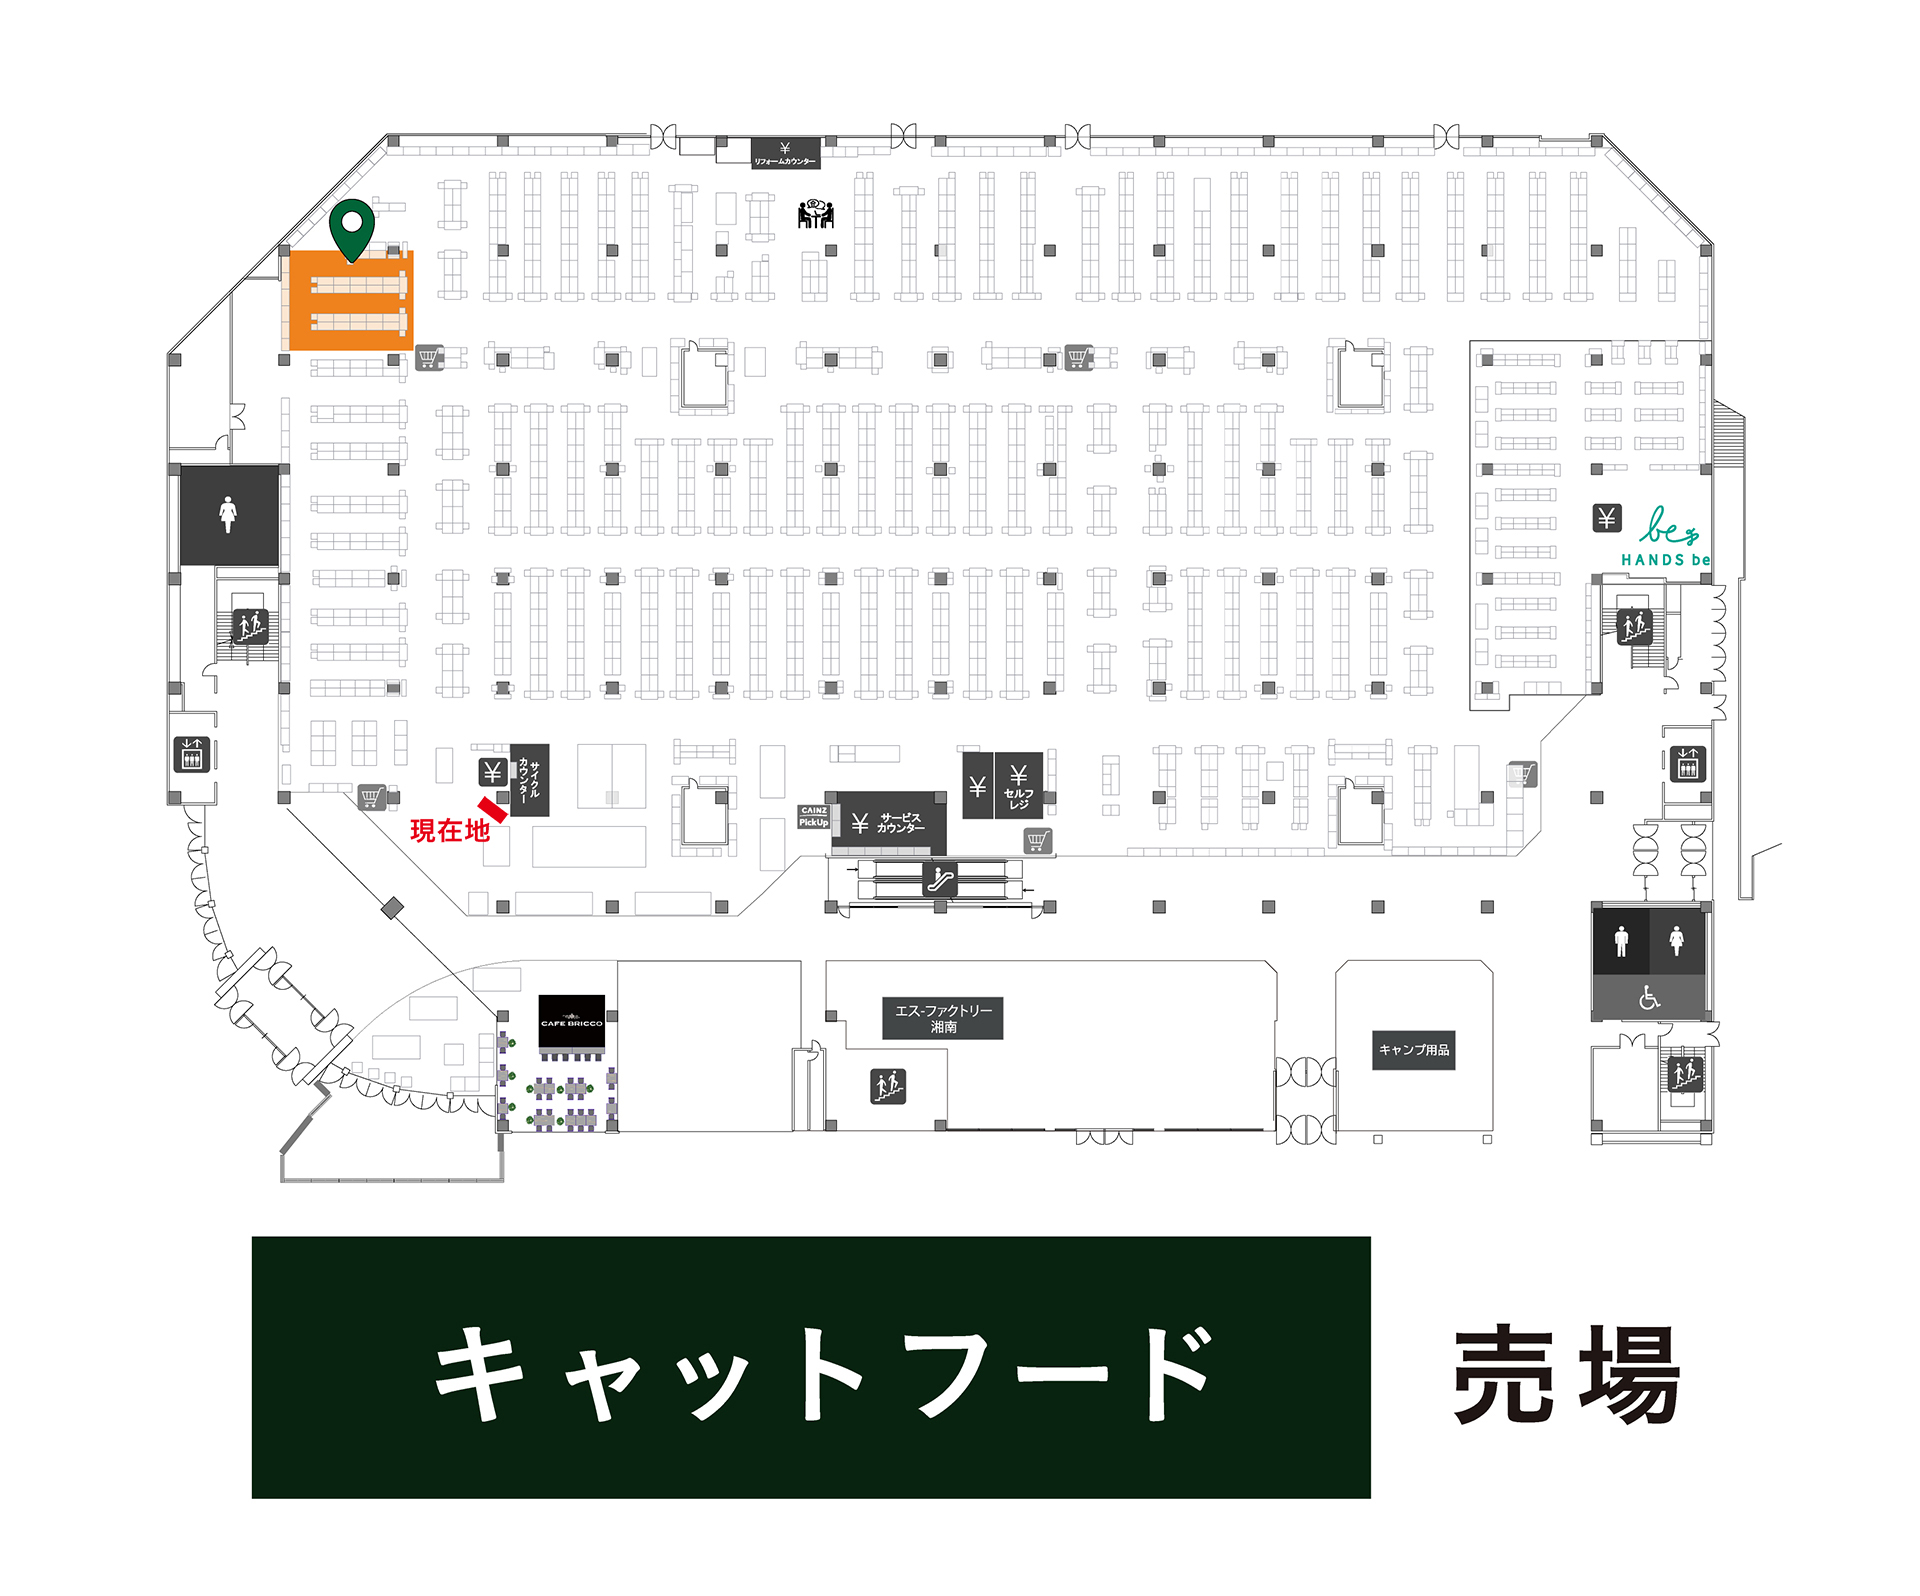 ¥
リフォームカウンター
¥
be
HANDS be
¥
サイクル
カウンター
現在地
CAINZ
PickUp
¥
サービス
カウンター
¥
¥
セルフ
レジ
CAFE BRICCO
エス-ファクトリー
湘南
キャンプ用品
キャットフード
売場